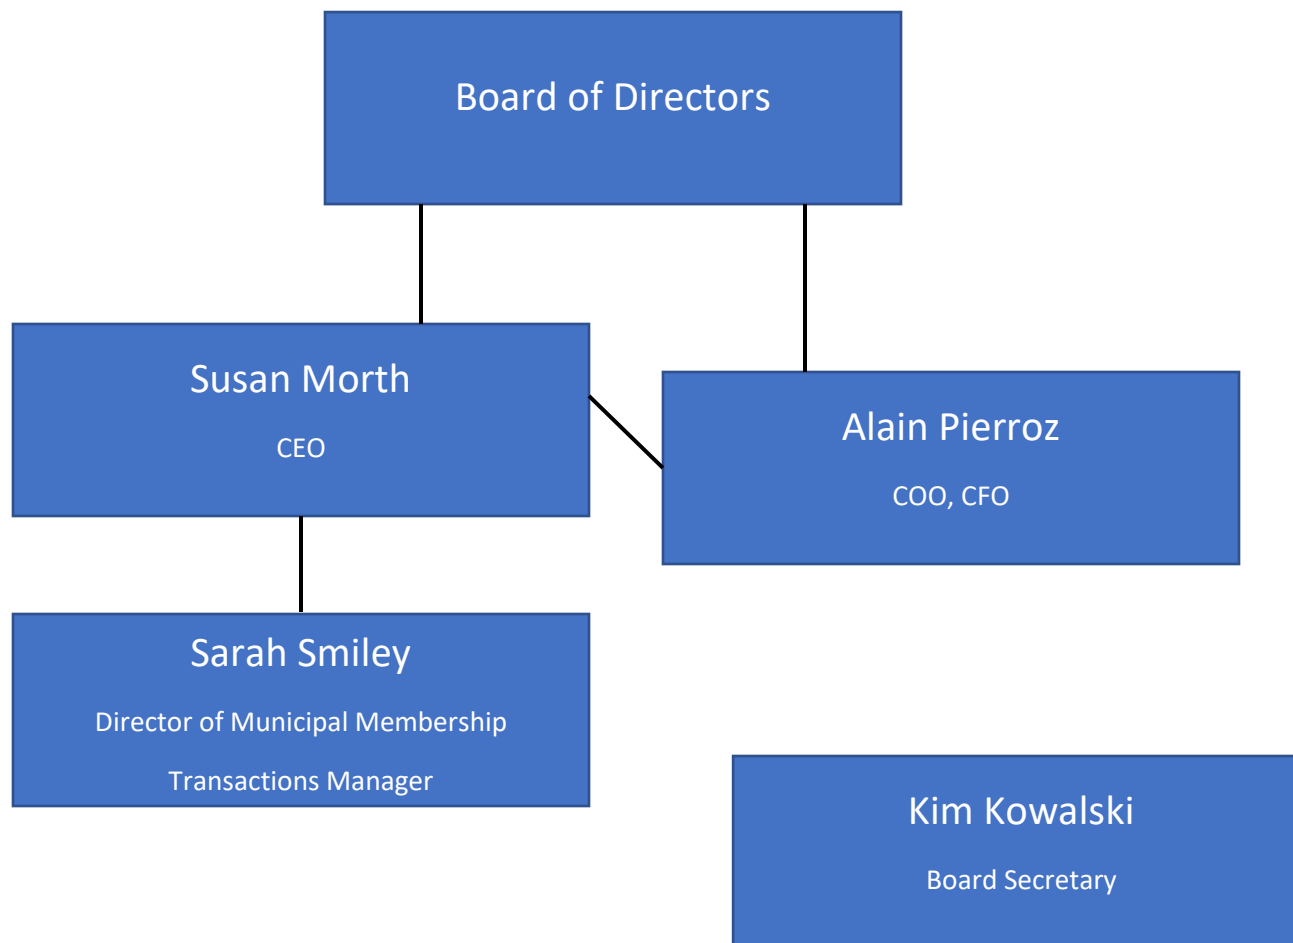 Board of Directors
Susan Morth
CEO
Alain Pierroz
COO, CFO
Sarah Smiley
Director of Municipal Membership
Transactions Manager
Kim Kowalski
Board Secretary